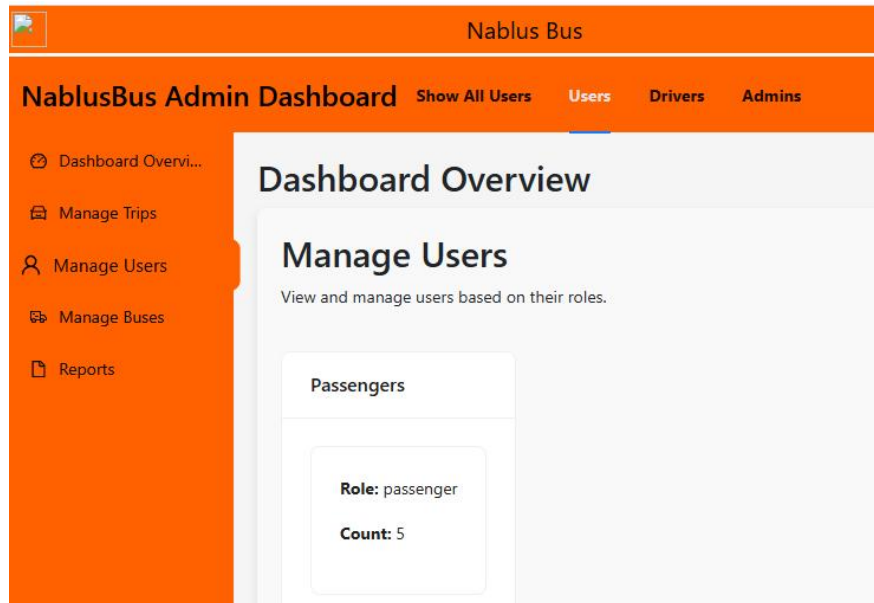 Nablus Bus
NablusBus Admin Dashboard Show All Users Users Drivers Admins
Dashboard Overvi...
Manage Trips
Manage Users
Manage Buses
Reports
Dashboard Overview
Manage Users
View and manage users based on their roles.
Passengers
Role: passenger
Count: 5